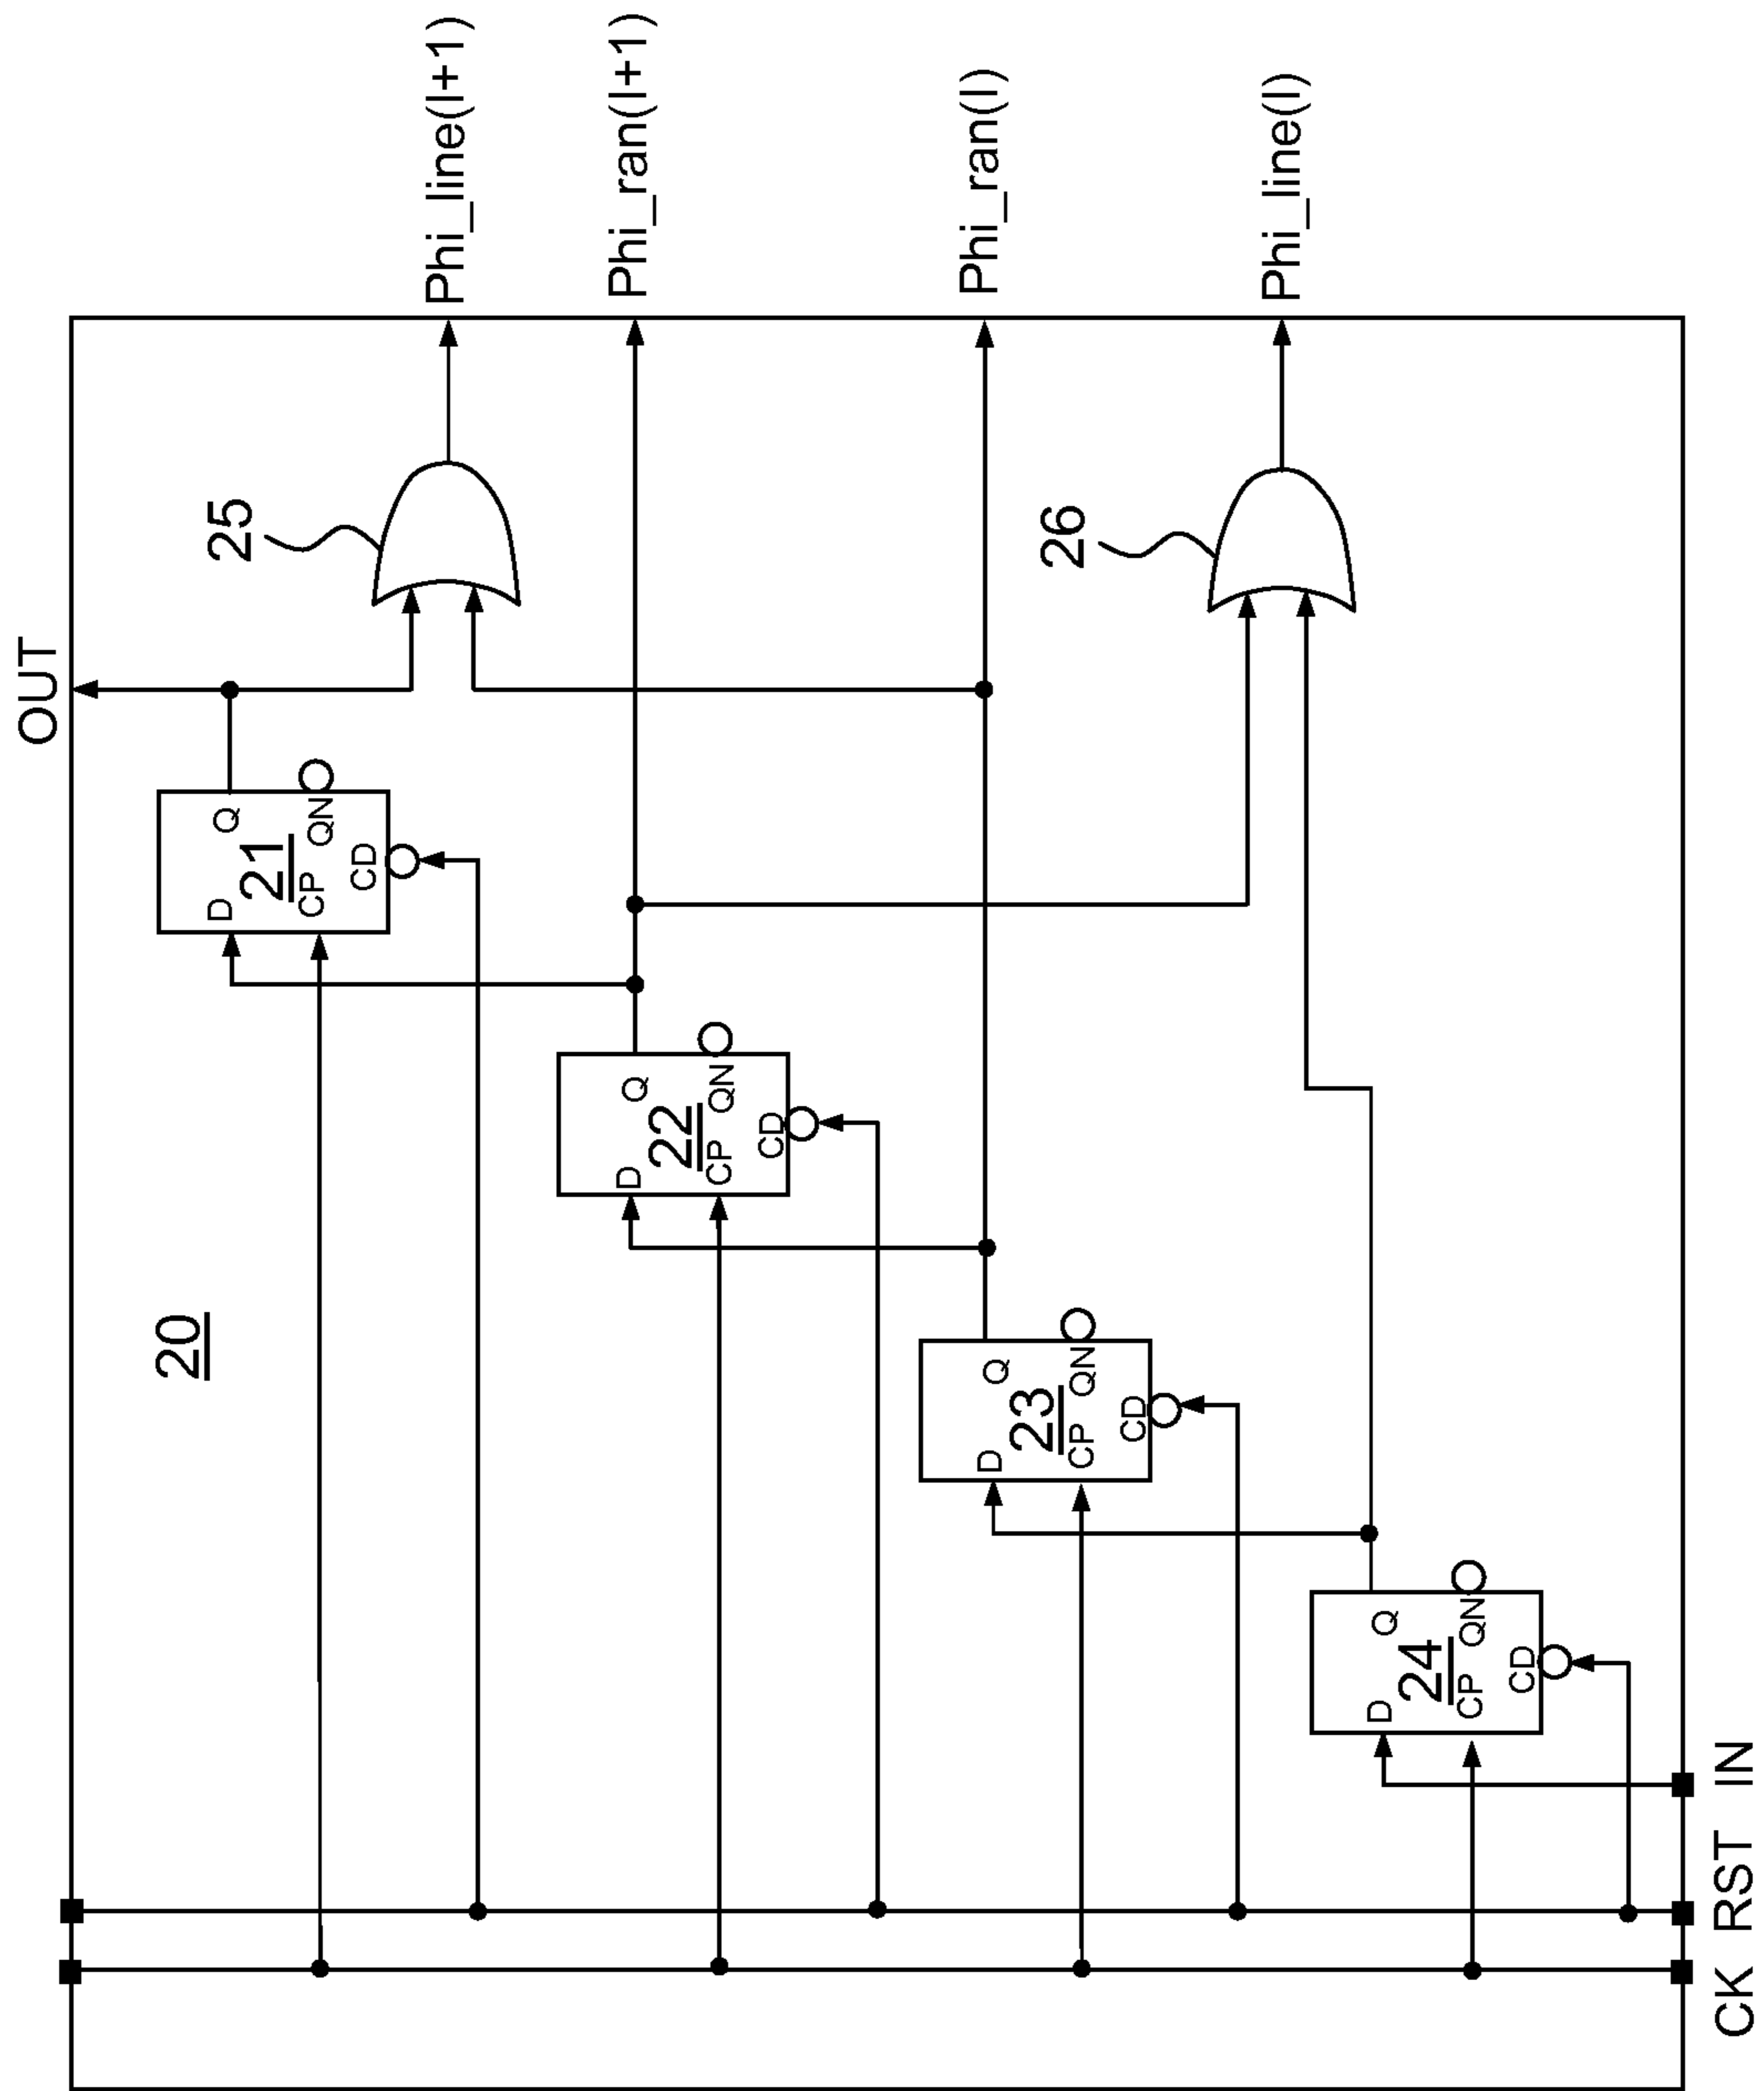 OUT
Phi_line(I+1)
Phi_ran(I+1)
Phi_ran(I)
Phi_line(I)
25
26
20
D
Q
21
CP
QN
CD
D
Q
22
CP
QN
CD
D
Q
23
CP
QN
CD
D
Q
24
CP
QN
CD
CK
RST
IN